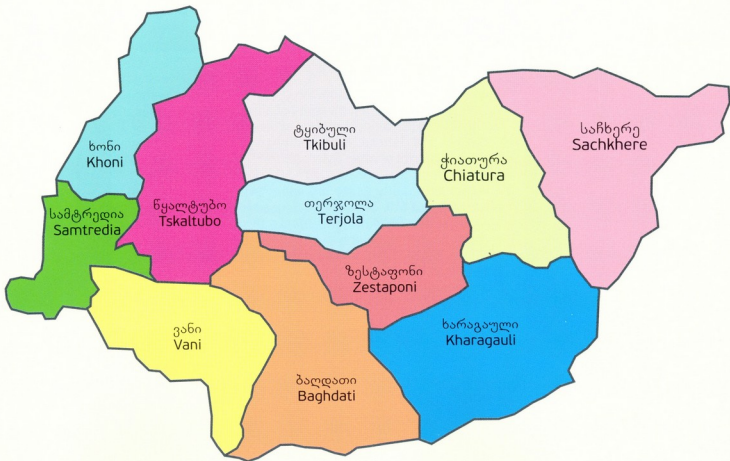 ხონი
Khoni
სამტრედია
Samtredia
წყალტუბო
Tskaltubo
ტყიბული
Tkibuli
თერჯოლა
Terjola
ჭიათურა
Chiatura
საჩხერე
Sachkhere
ზესტაფონი
Zestaponi
ვანი
Vani
ბაღდათი
Baghdati
ხარაგაული
Kharagauli